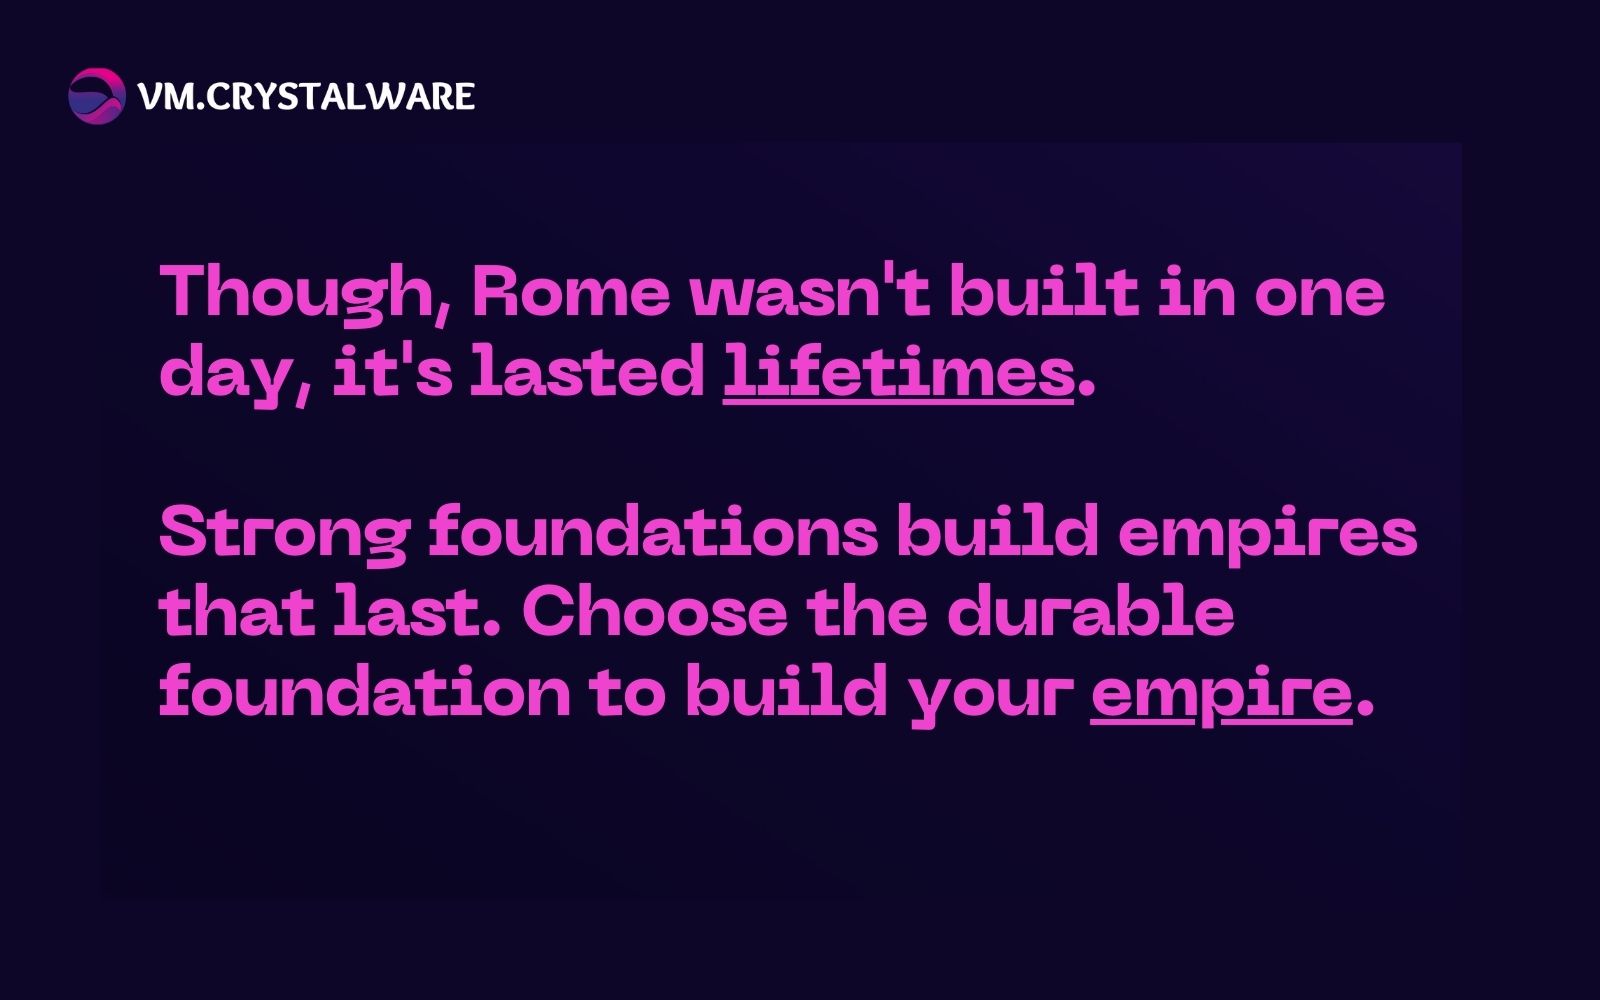 VM.CRYSTALWARE
Though, Rome wasn't built in one
day, it's lasted lifetimes.
Strong foundations build empires
that last. Choose the durable
foundation to build your empire.